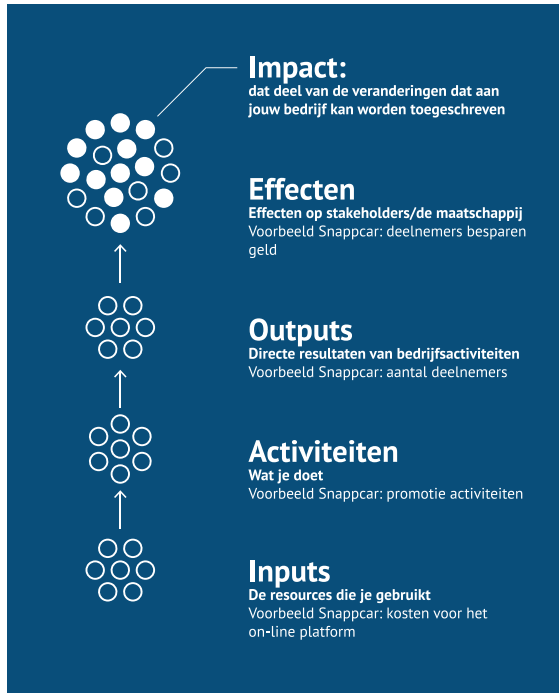 Impact:
dat deel van de veranderingen dat aan
jouw bedrijf kan worden toegeschreven
Effecten
Effecten op stakeholders/de maatschappij
Voorbeeld Snappcar: deelnemers besparen
geld
Outputs
Directe resultaten van bedrijfsactiviteiten
Voorbeeld Snappcar: aantal deelnemers
Activiteiten
Wat je doet
Voorbeeld Snappcar: promotie activiteiten
Inputs
De resources die je gebruikt
Voorbeeld Snappcar: kosten voor het
on-line platform